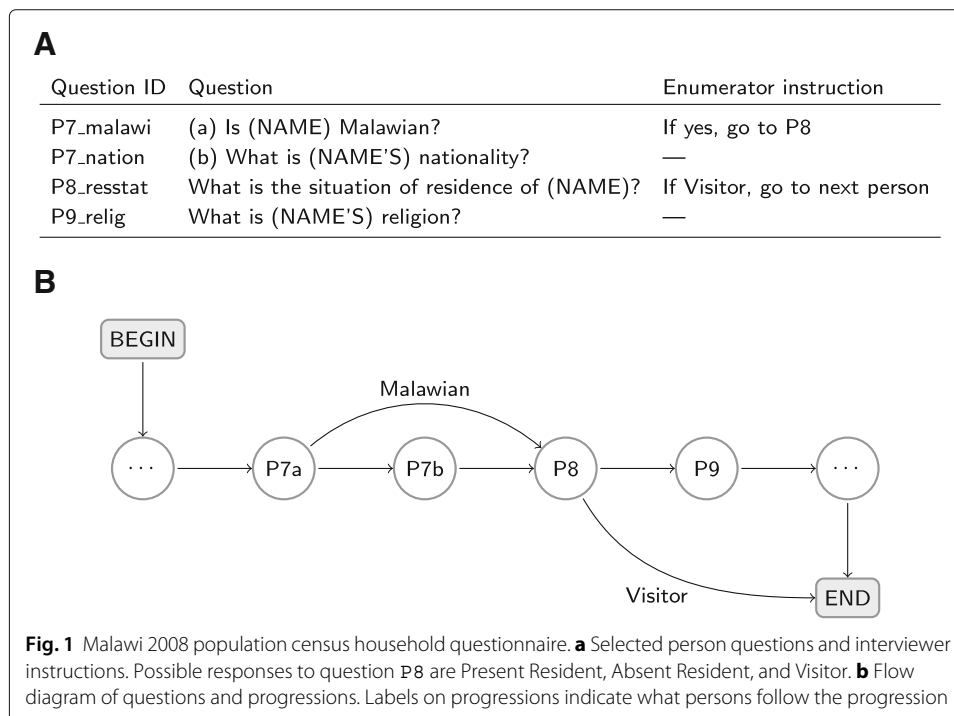 A
Question ID Question Enumerator instruction
P7_malawi (a) Is (NAME) Malawian? If yes, go to P8
P7_nation (b) What is (NAME'S) nationality? —
P8_resstat What is the situation of residence of (NAME)? If Visitor, go to next person
P9_relig What is (NAME'S) religion? —
B
BEGIN
Malawian
··· P7a P7b P8 P9 ···
Visitor END
Fig. 1 Malawi 2008 population census household questionnaire. a Selected person questions and interviewer
instructions. Possible responses to question P8 are Present Resident, Absent Resident, and Visitor. b Flow
diagram of questions and progressions. Labels on progressions indicate what persons follow the progression